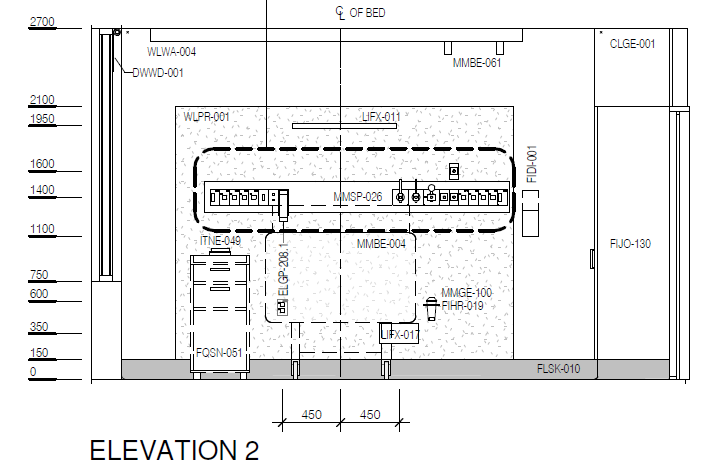 ℄ OF BED
2700
WLWA-004
CLGE-001
MMBE-061
DWWD-001
2100
1950
WLPR-001
LIFX-011
1600
FIDI-001
1400
MMSP-026
1100
ITNE-049
MMBE-004
FIJO-130
ELGP-208.1
750
600
MMGE-100
FIHR-019
350
LIFX-017
150
FQSN-051
0
FLSK-010
450
450
ELEVATION 2